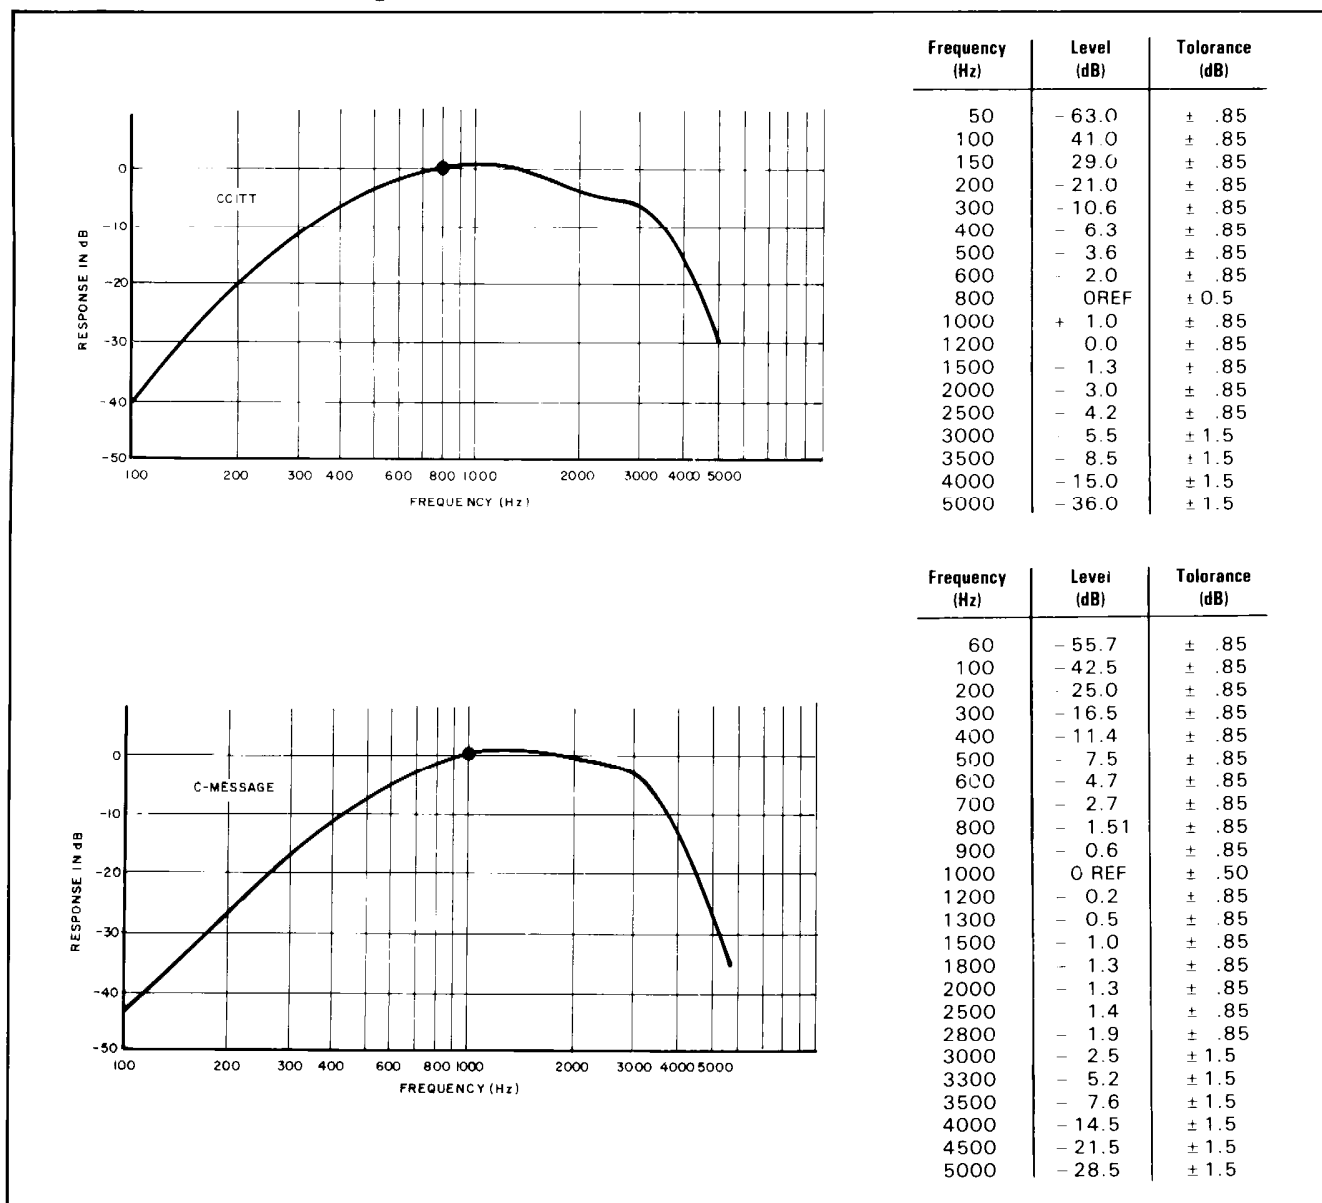 0
-10
-20
-30
-40
-50
RESPONSE IN dB
CCITT
100 200 300 400 500 600 800 1000 2000 3000 4000 5000
FREQUENCY (Hz)
Frequency (Hz) Level (dB) Tolorance (dB)
50 -63.0 ± .85
100 41.0 ± .85
150 29.0 ± .85
200 -21.0 ± .85
300 -10.6 ± .85
400 - 6.3 ± .85
500 - 3.6 ± .85
600 - 2.0 ± .85
800 0REF ±0.5
1000 + 1.0 ± .85
1200 0.0 ± .85
1500 - 1.3 ± .85
2000 - 3.0 ± .85
2500 - 4.2 ± .85
3000 - 5.5 ±1.5
3500 - 8.5 ±1.5
4000 -15.0 ±1.5
5000 -36.0 ±1.5
0
-10
-20
-30
-40
-50
RESPONSE IN dB
C-MESSAGE
100 200 300 400 500 600 800 1000 2000 3000 4000 5000
FREQUENCY (Hz)
Frequency (Hz) Level (dB) Tolorance (dB)
60 -55.7 ± .85
100 -42.5 ± .85
200 - 25.0 ± .85
300 -16.5 ± .85
400 -11.4 ± .85
500 - 7.5 ± .85
600 - 4.7 ± .85
700 - 2.7 ± .85
800 - 1.51 ± .85
900 - 0.6 ± .85
1000 0 REF ± .50
1200 - 0.2 ± .85
1300 - 0.5 ± .85
1500 - 1.0 ± .85
1800 - 1.3 ± .85
2000 - 1.3 ± .85
2500 1.4 ± .85
2800 - 1.9 ± .85
3000 - 2.5 ±1.5
3300 - 5.2 ±1.5
3500 - 7.6 ±1.5
4000 -14.5 ±1.5
4500 -21.5 ±1.5
5000 -28.5 ±1.5